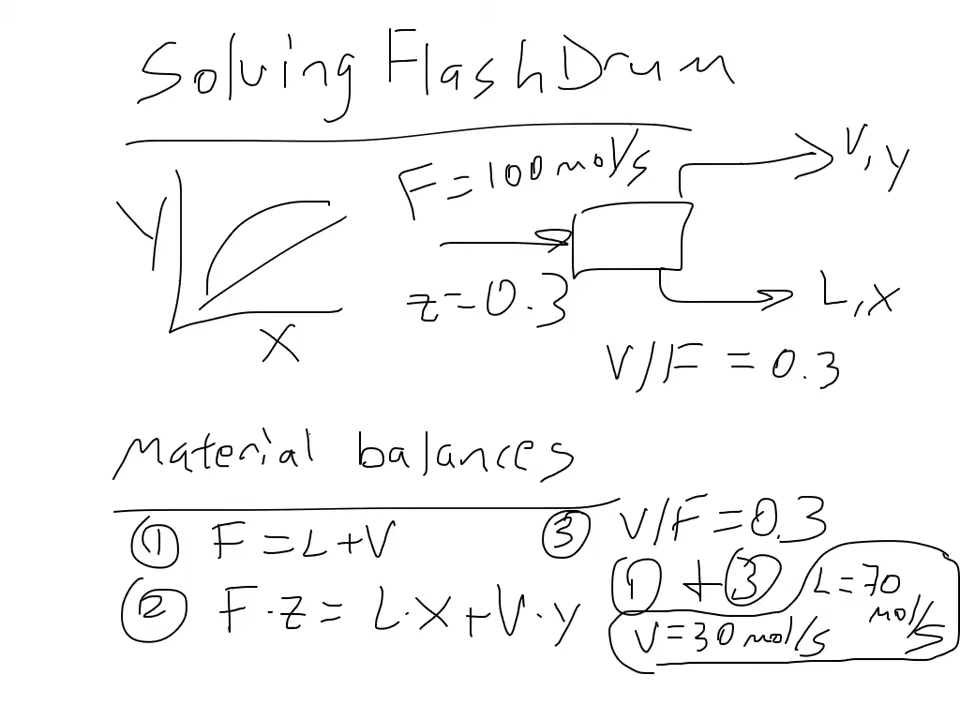 Solving Flash Drum
Y
X
F = 100 mol/s
z = 0.3
V, y
L, x
V/F = 0.3
Material balances
① F = L + V
② F · z = L · x + V · y
③ V/F = 0.3
① + ③
L = 70 mol/s
V = 30 mol/s